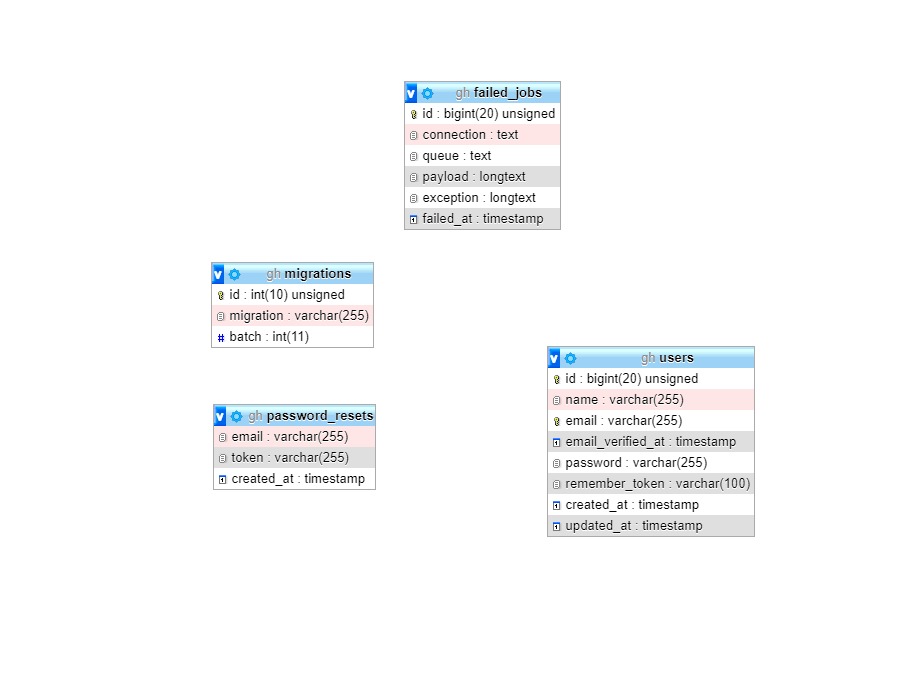 v gh failed_jobs
id : bigint(20) unsigned
connection : text
queue : text
payload : longtext
exception : longtext
failed_at : timestamp
v gh migrations
id : int(10) unsigned
migration : varchar(255)
# batch : int(11)
v gh password_resets
email : varchar(255)
token : varchar(255)
created_at : timestamp
v gh users
id : bigint(20) unsigned
name : varchar(255)
email : varchar(255)
email_verified_at : timestamp
password : varchar(255)
remember_token : varchar(100)
created_at : timestamp
updated_at : timestamp